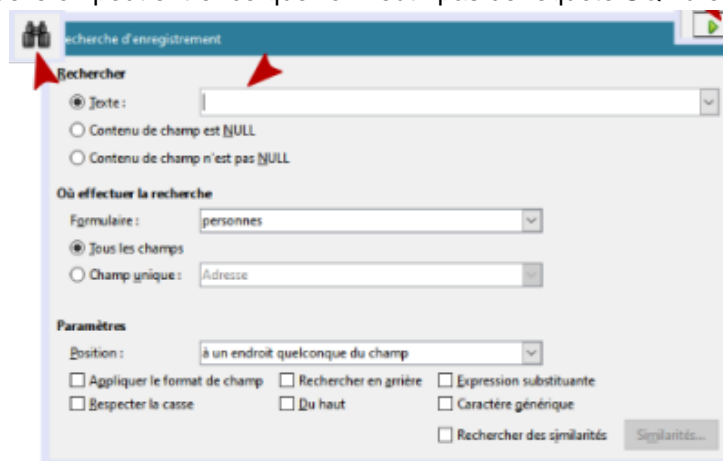 echerche d'enregistrement
Rechercher
Texte :
Contenu de champ est NULL
Contenu de champ n'est pas NULL
Où effectuer la recherche
Formulaire : personnes
Tous les champs
Champ unique : Adresse
Paramètres
Position : à un endroit quelconque du champ
Appliquer le format de champ Rechercher en arrière Expression substituante
Respecter la casse Du haut Caractère générique
Rechercher des similarités Similarités...